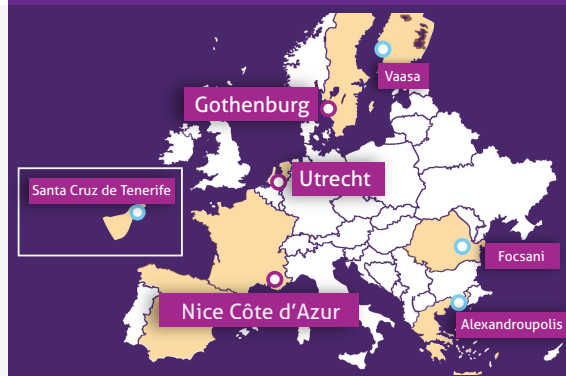 Vaasa
Gothenburg
Utrecht
Santa Cruz de Tenerife
Focsani
Nice Côte d’Azur
Alexandroupolis